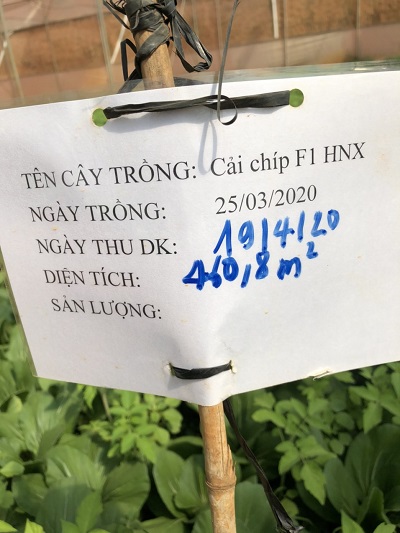 TÊN CÂY TRỒNG: Cải chíp F1 HNX
NGÀY TRỒNG: 25/03/2020
NGÀY THU DK: 19/4/20
DIỆN TÍCH: 460,8 m²
SẢN LƯỢNG: